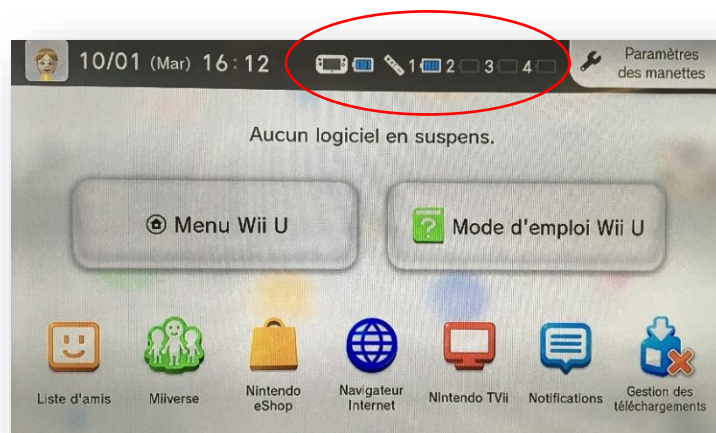 10/01 (Mar) 16:12
1 2 3 4
Paramètres
des manettes
Aucun logiciel en suspens.
Menu Wii U
Mode d'emploi Wii U
Liste d'amis
Miiverse
Nintendo
eShop
Navigateur
Internet
Nintendo TVii
Notifications
Gestion des
téléchargements